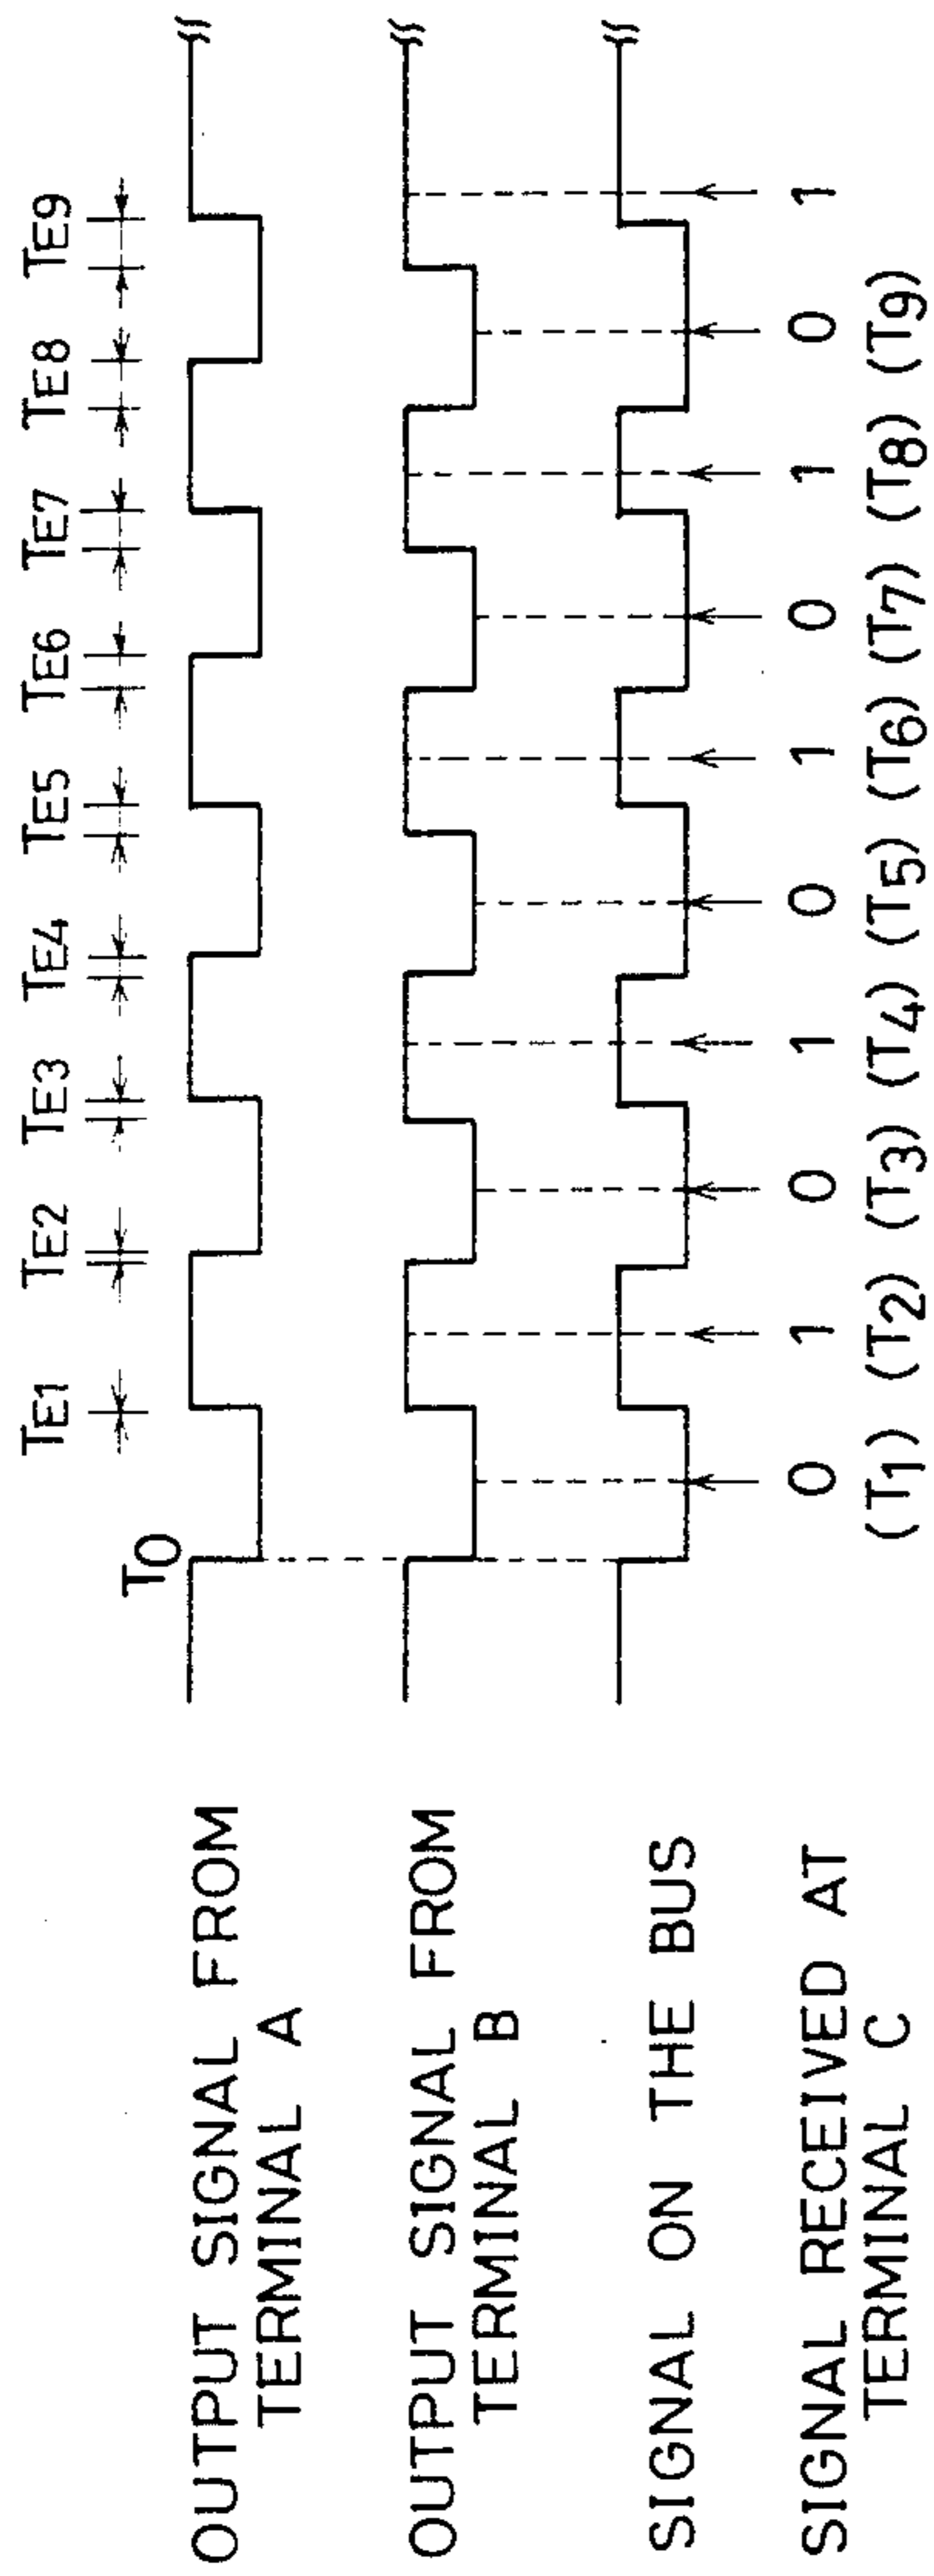 TE1 TE2 TE3 TE4 TE5 TE6 TE7 TE8 TE9
T0
OUTPUT SIGNAL FROM
TERMINAL A
OUTPUT SIGNAL FROM
TERMINAL B
SIGNAL ON THE BUS
SIGNAL RECEIVED AT
TERMINAL C
0 1 0 1 0 1 0 1 0 1
(T1) (T2) (T3) (T4) (T5) (T6) (T7) (T8) (T9)